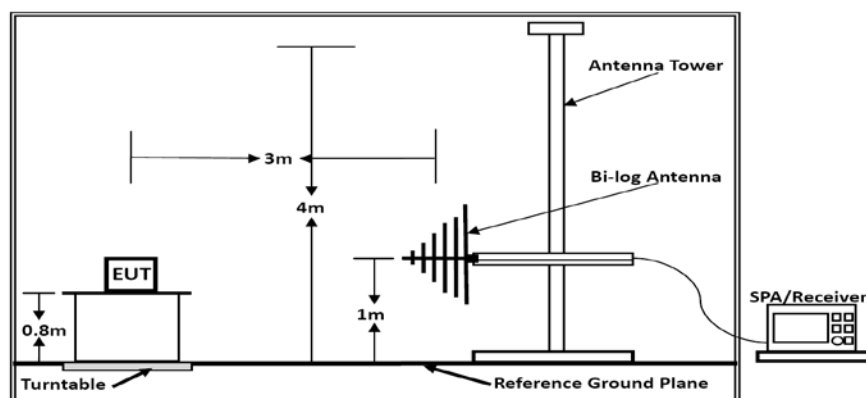 Antenna Tower
3m
Bi-log Antenna
4m
EUT
SPA/Receiver
0.8m
1m
Turntable
Reference Ground Plane